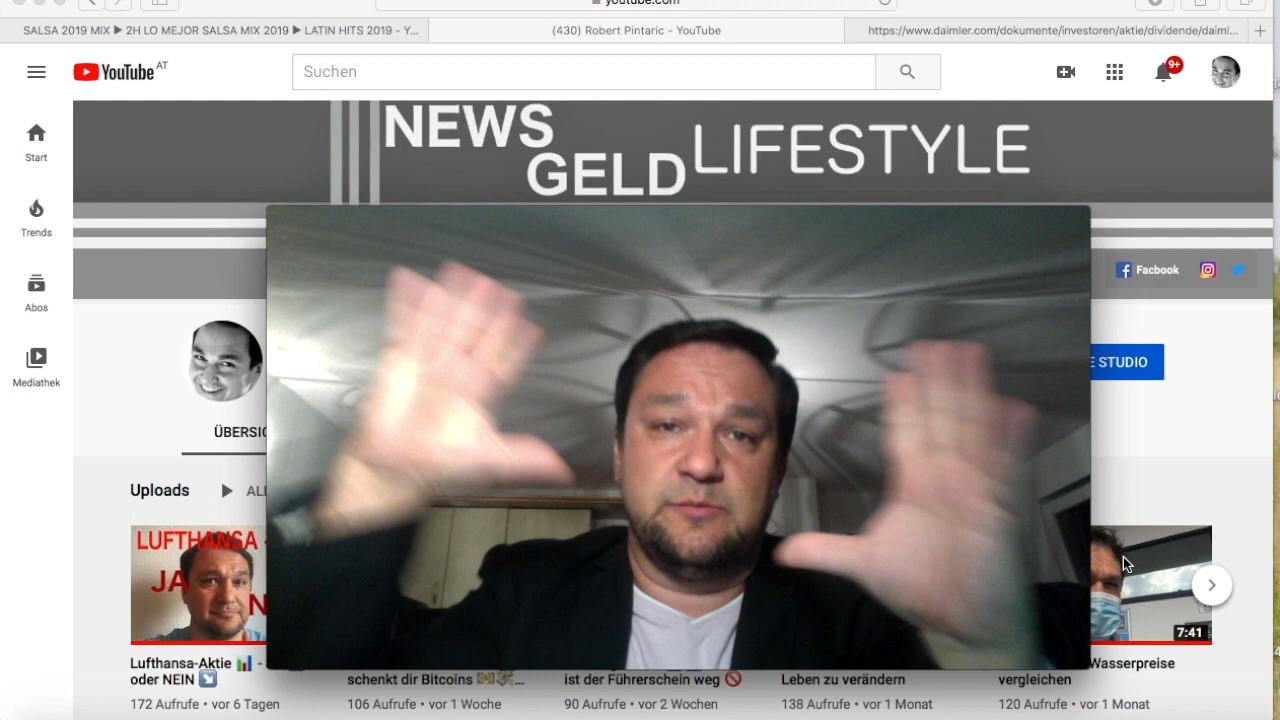 youtube.com
SALSA 2019 MIX ▶ 2H LO MEJOR SALSA MIX 2019 ▶ LATIN HITS 2019 - Y...
(430) Robert Pintaric - YouTube
https://www.daimler.com/dokumente/investoren/aktie/dividende/daiml...
YouTube AT
Suchen
9+
Start
Trends
Abos
Mediathek
NEWS
GELD
LIFESTYLE
Facbook
E STUDIO
ÜBERSIC
Uploads
ALL
LUFTHANSA -
JA
N
7:41
Lufthansa-Aktie 📊 -
oder NEIN ↘
172 Aufrufe • vor 6 Tagen
schenkt dir Bitcoins 💴💸...
106 Aufrufe • vor 1 Woche
ist der Führerschein weg 🚫
90 Aufrufe • vor 2 Wochen
Leben zu verändern
138 Aufrufe • vor 1 Monat
Wasserpreise
vergleichen
120 Aufrufe • vor 1 Monat